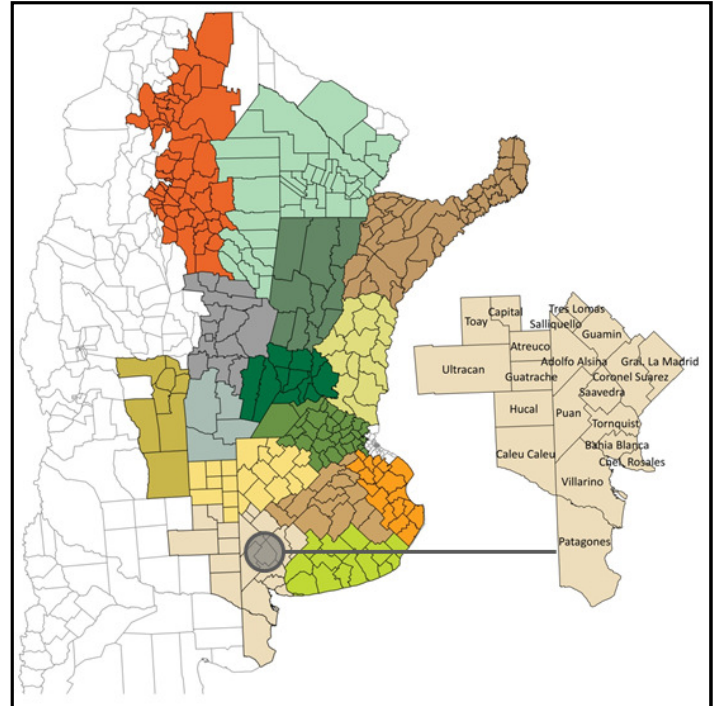 Tres Lomas
Capital
Salliquello
Toay
Guamin
Atreuco
Adolfo Alsina
Gral. La Madrid
Ultracan
Guatrache
Coronel Suarez
Saavedra
Hucal
Puan
Tornquist
Bahia Blanca
Caleu Caleu
Cnel. Rosales
Villarino
Patagones